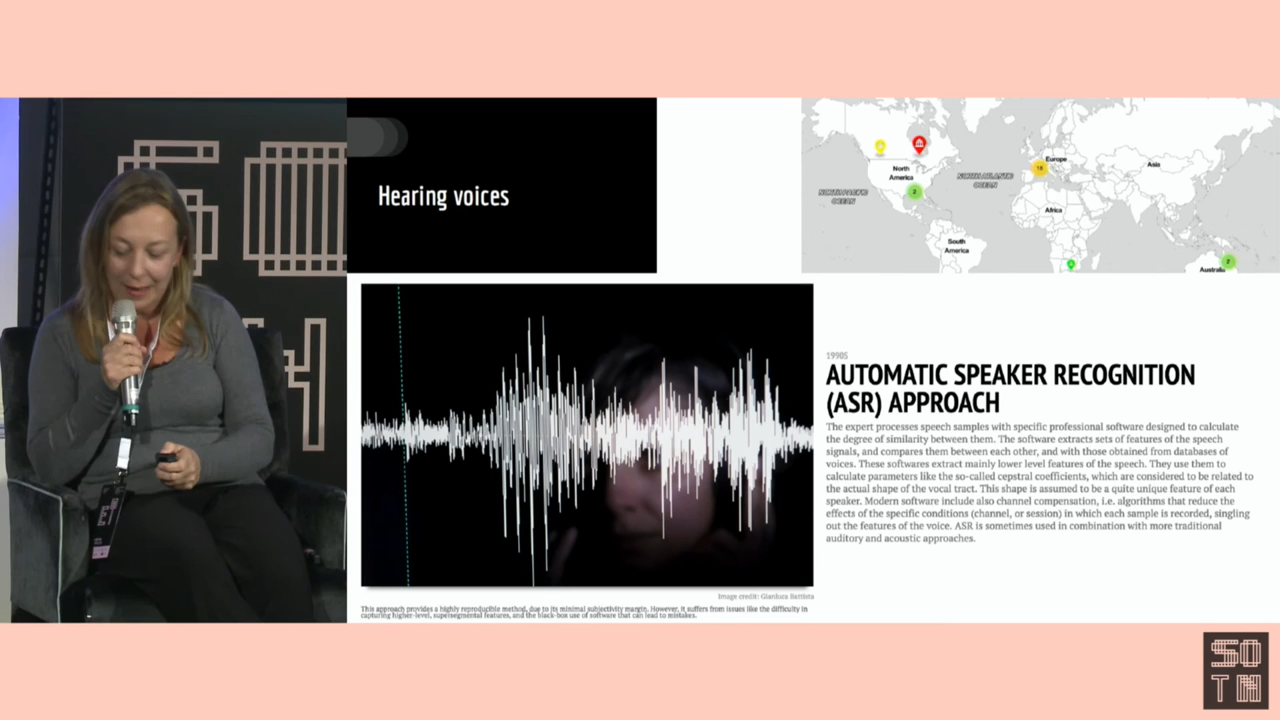 Hearing voices
North
America
NORTH PACIFIC
OCEAN
NORTH ATLANTIC
OCEAN
Europe
18
Asia
2
Africa
South
America
2
Australia
1990S
AUTOMATIC SPEAKER RECOGNITION
(ASR) APPROACH
The expert processes speech samples with specific professional software designed to calculate
the degree of similarity between them. The software extracts sets of features of the speech
signals, and compares them between each other, and with those obtained from databases of
voices. These softwares extract mainly lower level features of the speech. They use them to
calculate parameters like the so-called cepstral coefficients, which are considered to be related to
the actual shape of the vocal tract. This shape is assumed to be a quite unique feature of each
speaker. Modern software include also channel compensation, i.e. algorithms that reduce the
effects of the specific conditions (channel, or session) in which each sample is recorded, singling
out the features of the voice. ASR is sometimes used in combination with more traditional
auditory and acoustic approaches.
Image credit: Gianluca Battista
This approach provides a highly reproducible method, due to its minimal subjectivity margin. However, it suffers from issues like the difficulty in
capturing higher-level, supersegmental features, and the black-box use of software that can lead to mistakes.
SO
TN